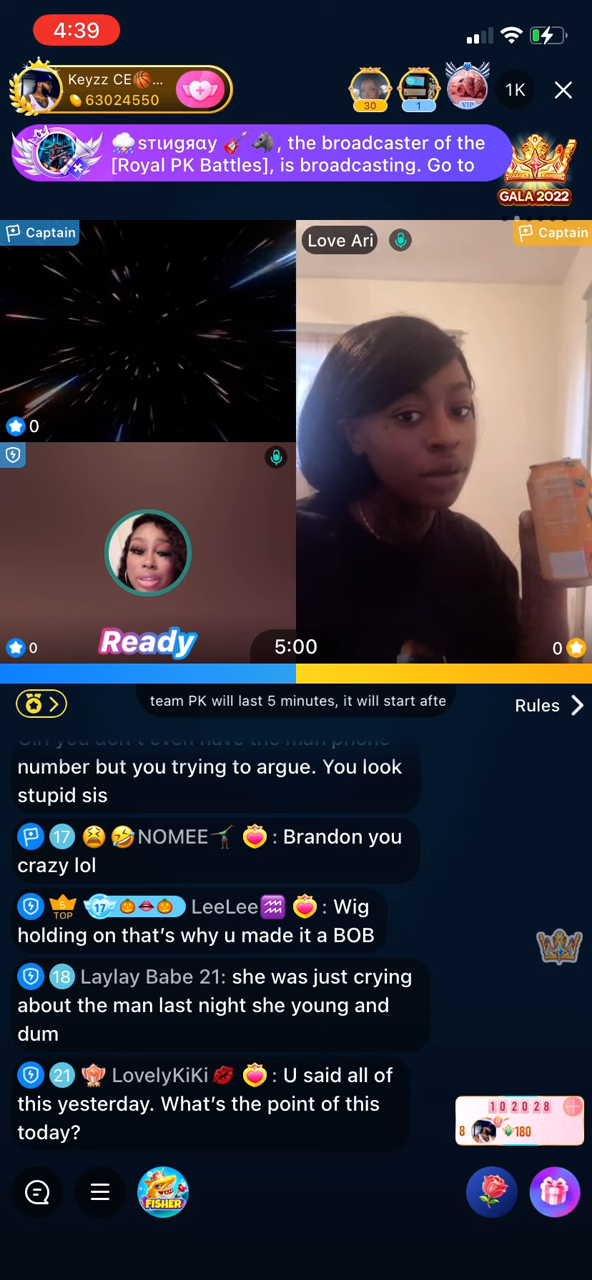 4:39
Keyzz CE🏀...
63024550
30
1
VIP
1K
🌧️ѕтιиgяαу 🎸 🐴, the broadcaster of the
[Royal PK Battles], is broadcasting. Go to
GALA 2022
Captain
Love Ari
Captain
0
0
Ready
5:00
0
team PK will last 5 minutes, it will start afte
Rules
number but you trying to argue. You look
stupid sis
17 😫 🤣NOMEE🤸 : Brandon you
crazy lol
5 TOP 17 🎃👄🎃 LeeLee♒ : Wig
holding on that's why u made it a BOB
18 Laylay Babe 21: she was just crying
about the man last night she young and
dum
21 LovelyKiKi💋 : U said all of
this yesterday. What's the point of this
today?
102028
8 180
FISHER